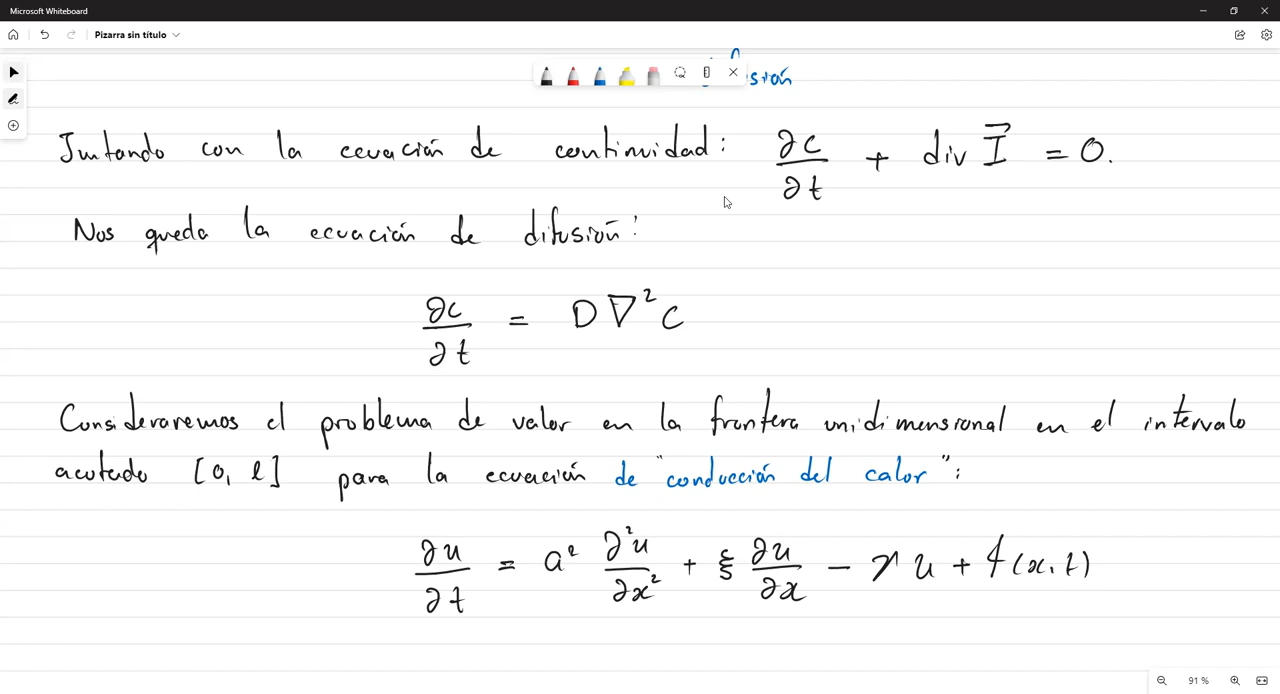 Microsoft Whiteboard
Pizarra sin título
Juntando con la ecuación de continuidad: ∂c/∂t + div I⃗ = 0.
Nos queda la ecuación de difusión:
∂c/∂t = D∇²C
Consideraremos el problema de valor en la frontera unidimensional en el intervalo
acotado [0, ℓ] para la ecuación de "conducción del calor":
∂u/∂t = a² ∂²u/∂x² + ξ ∂u/∂x - γu + f(x,t)
91 %